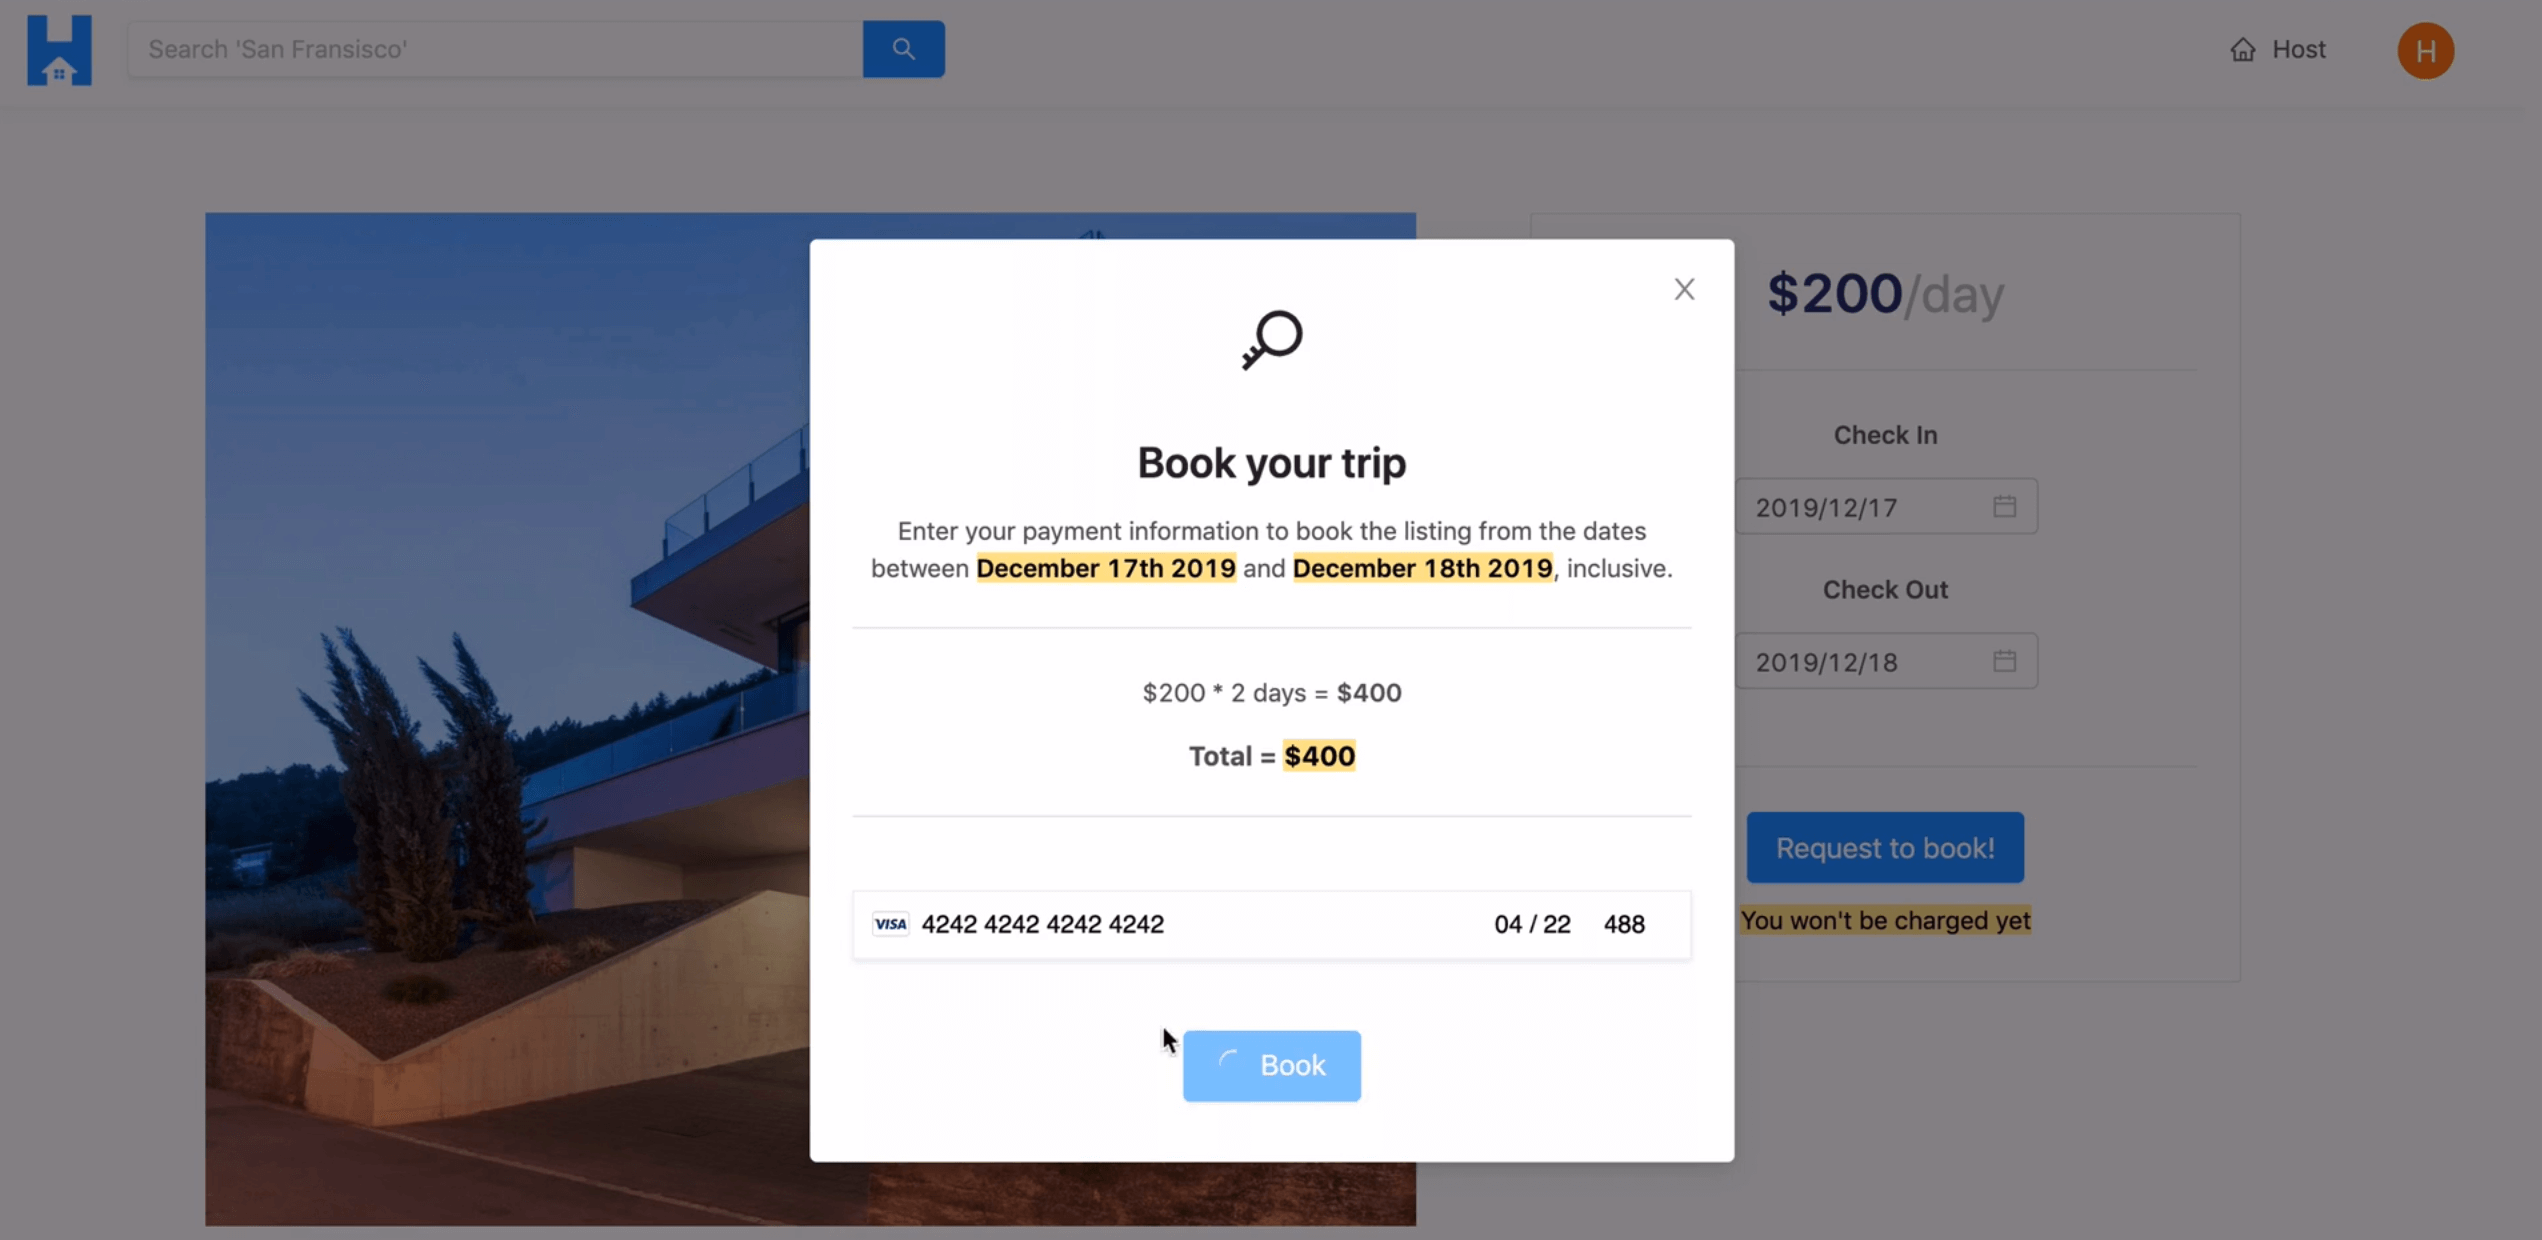 Search 'San Fransisco'
Host
H
$200/day
Check In
2019/12/17
Check Out
2019/12/18
Request to book!
You won't be charged yet
Book your trip
Enter your payment information to book the listing from the dates
between December 17th 2019 and December 18th 2019, inclusive.
$200 * 2 days = $400
Total = $400
VISA 4242 4242 4242 4242 04 / 22 488
Book